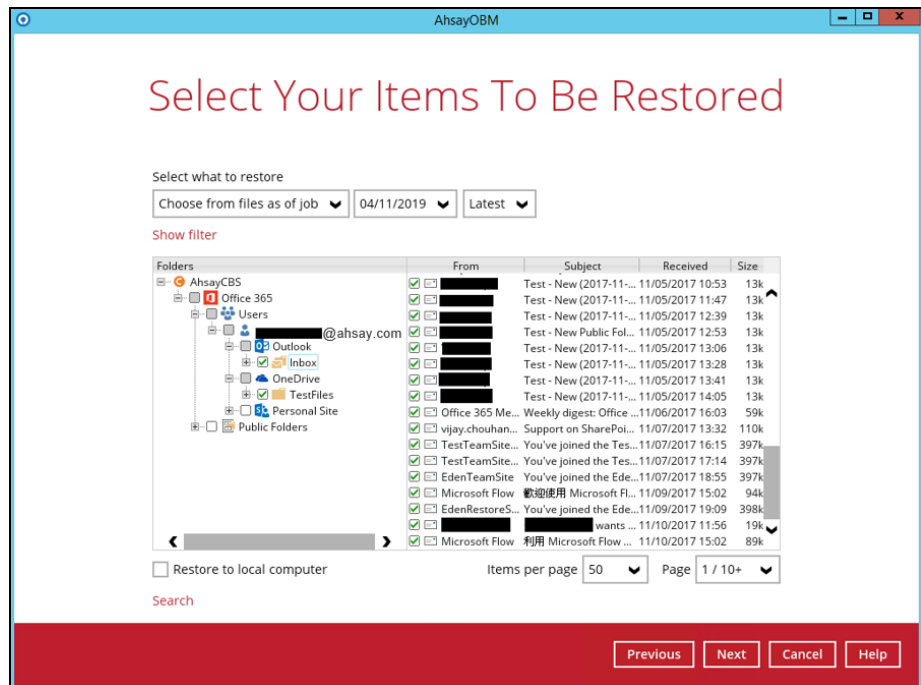 AhsayOBM
Select Your Items To Be Restored
Select what to restore
Choose from files as of job 04/11/2019 Latest
Show filter
Folders From Subject Received Size
AhsayCBS
Office 365
Users
@ahsay.com
Outlook
Inbox
OneDrive
TestFiles
Personal Site
Public Folders
Test - New (2017-11-... 11/05/2017 10:53 13k
Test - New (2017-11-... 11/05/2017 11:47 13k
Test - New (2017-11-... 11/05/2017 12:39 13k
Test - New Public Fol... 11/05/2017 12:53 13k
Test - New (2017-11-... 11/05/2017 13:06 13k
Test - New (2017-11-... 11/05/2017 13:28 13k
Test - New (2017-11-... 11/05/2017 13:41 13k
Test - New (2017-11-... 11/05/2017 14:05 13k
Office 365 Me... Weekly digest: Office ... 11/06/2017 16:03 59k
vijay.chouhan... Support on SharePoi... 11/07/2017 13:32 110k
TestTeamSite... You've joined the Tes... 11/07/2017 16:15 397k
TestTeamSite... You've joined the Tes... 11/07/2017 17:14 397k
EdenTeamSite You've joined the Ede... 11/07/2017 18:55 397k
Microsoft Flow 歡迎使用 Microsoft Fl... 11/09/2017 15:02 94k
EdenRestoreS... You've joined the Ede... 11/09/2017 19:09 398k
wants ... 11/10/2017 11:56 19k
Microsoft Flow 利用 Microsoft Flow ... 11/10/2017 15:02 89k
Restore to local computer Items per page 50 Page 1 / 10+
Search
Previous Next Cancel Help